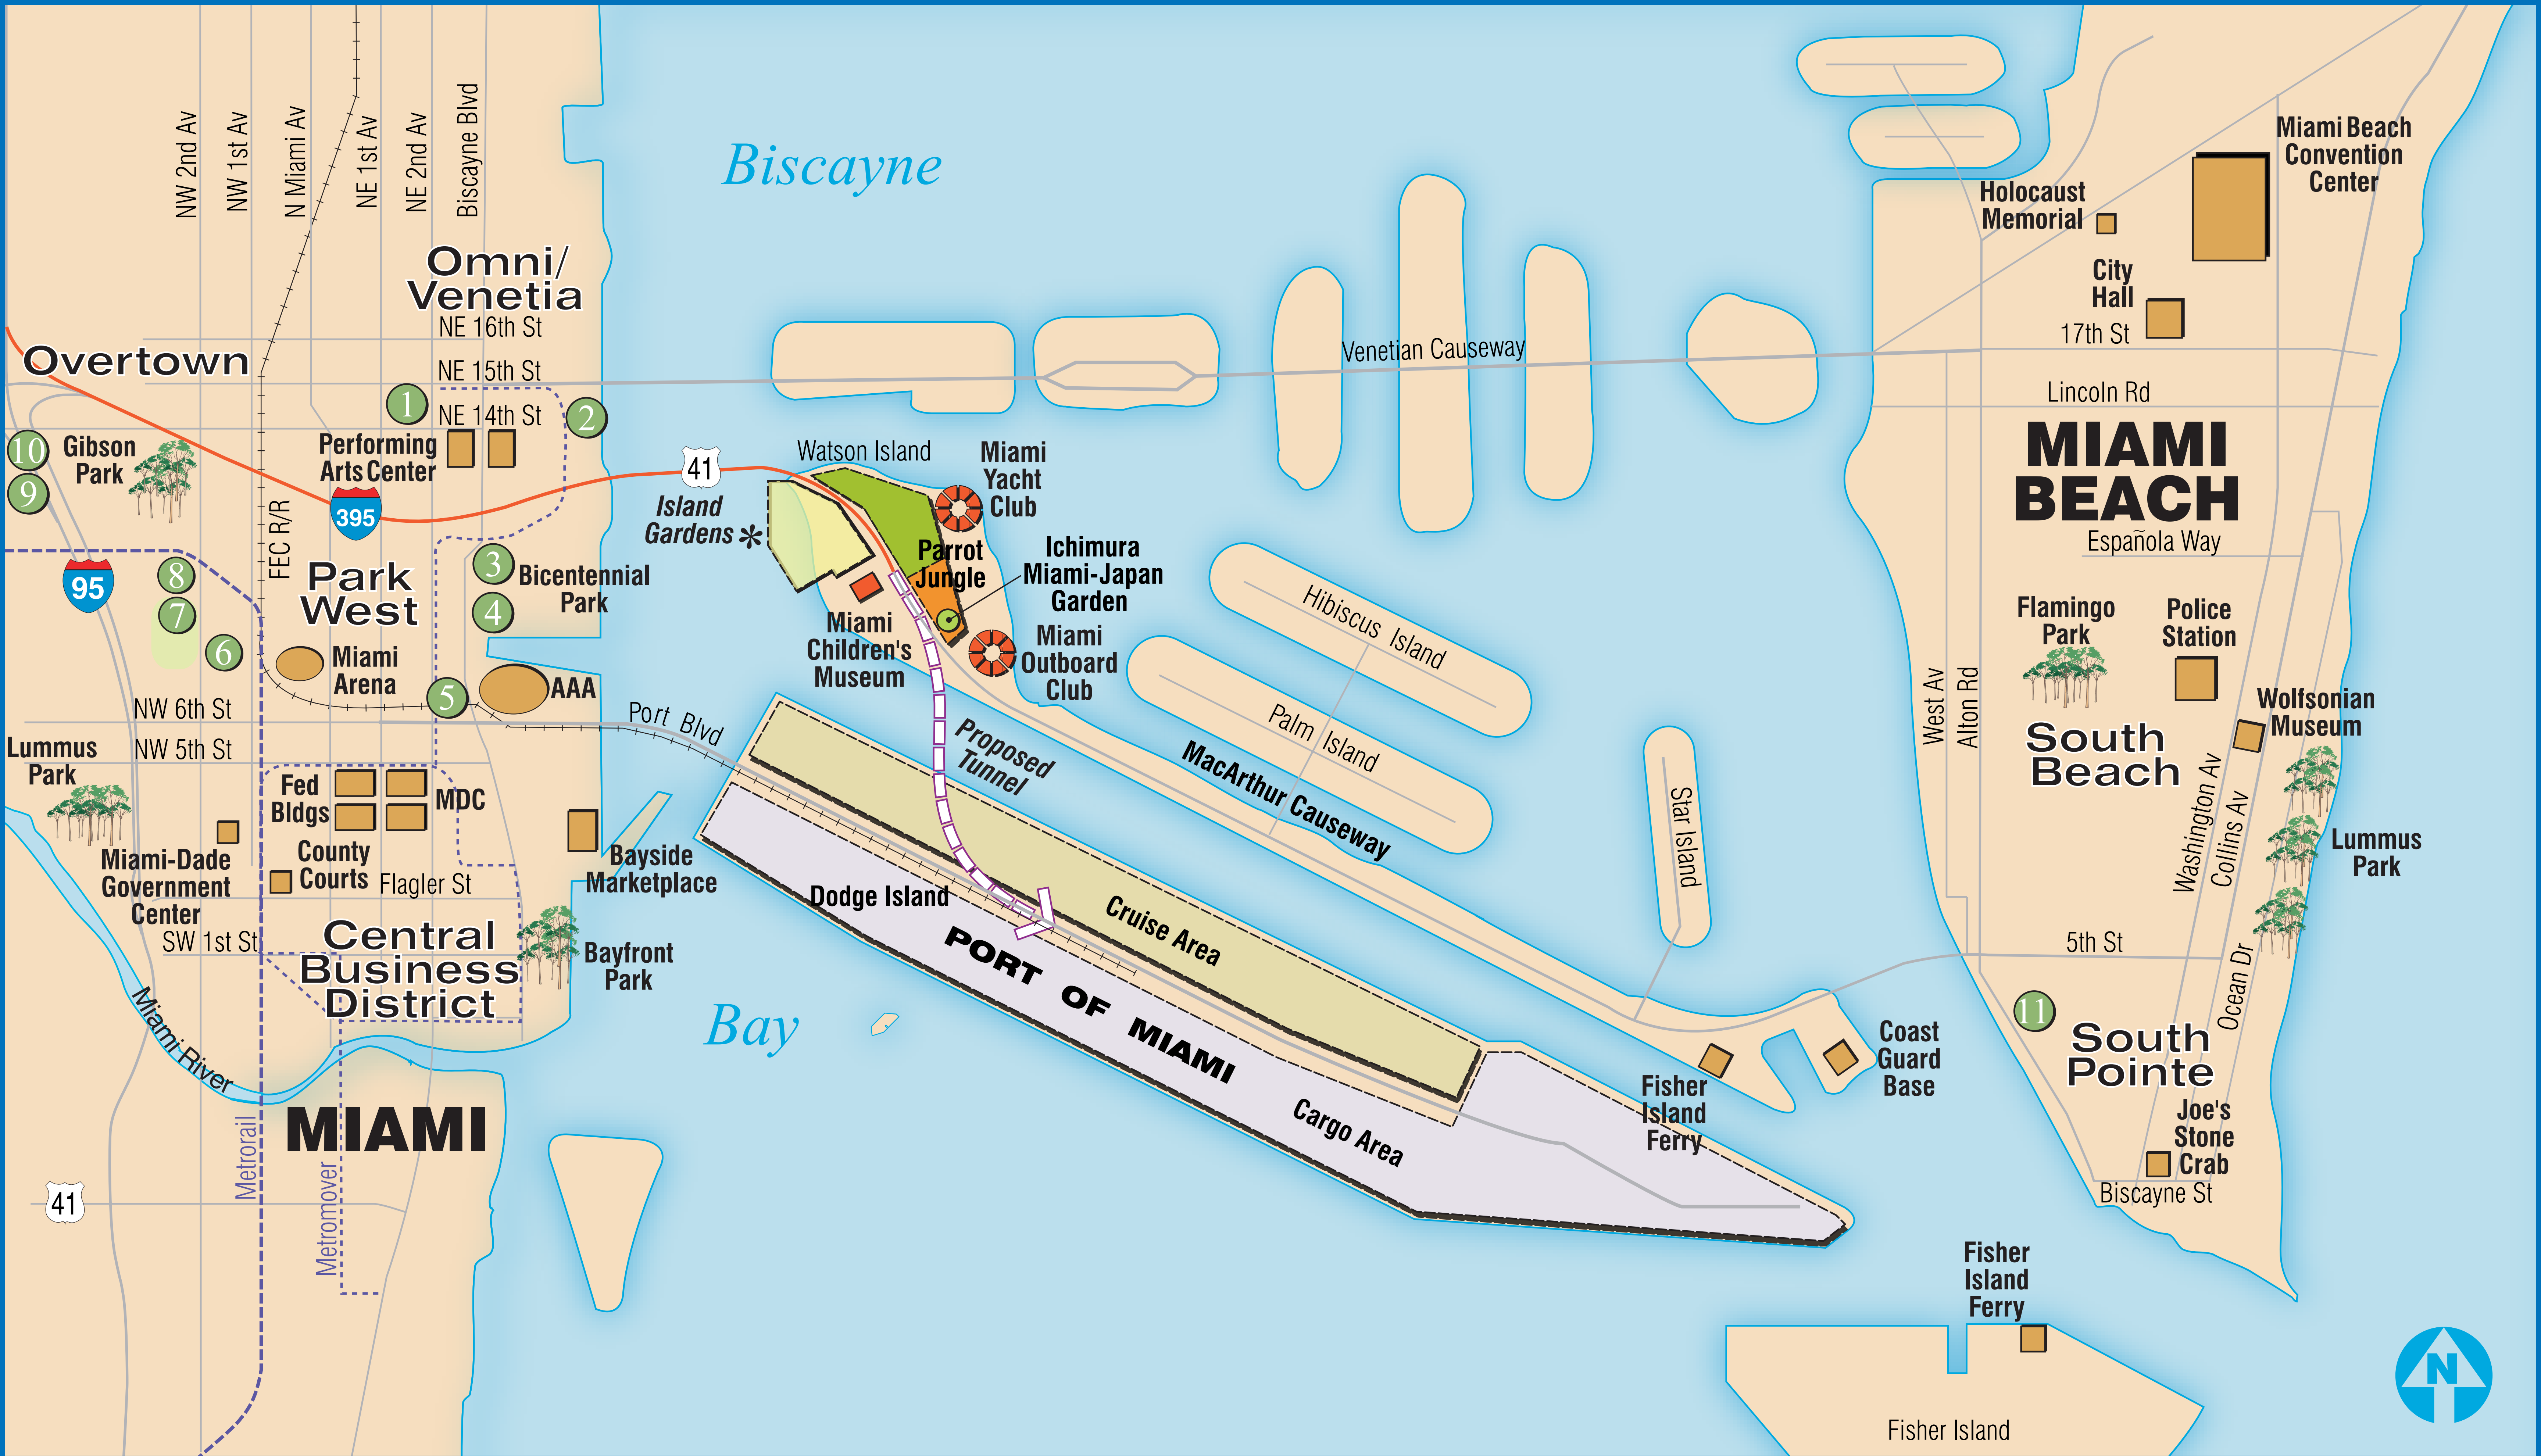 NW 2nd Av
NW 1st Av
N Miami Av
NE 1st Av
NE 2nd Av
Biscayne Blvd
Omni/
Venetia
NE 16th St
Overtown
NE 15th St
1
NE 14th St
2
10
9
Gibson
Park
Performing
Arts Center
395
FEC R/R
95
8
7
6
Park
West
3
4
Bicentennial
Park
Miami
Arena
5
AAA
NW 6th St
NW 5th St
Lummus
Park
Fed
Bldgs
MDC
Miami-Dade
Government
Center
County
Courts
Flagler St
SW 1st St
Central
Business
District
Bayside
Marketplace
Bayfront
Park
Miami River
MIAMI
Metrorail
Metromover
41
Biscayne
Bay
41
Watson Island
Island
Gardens *
Miami
Yacht
Club
Parrot
Jungle
Ichimura
Miami-Japan
Garden
Miami
Children's
Museum
Miami
Outboard
Club
Port Blvd
Proposed
Tunnel
Dodge Island
Cruise Area
PORT OF MIAMI
Cargo Area
Venetian Causeway
Hibiscus Island
Palm Island
MacArthur Causeway
Star Island
Fisher
Island
Ferry
Coast
Guard
Base
Miami Beach
Convention
Center
Holocaust
Memorial
City
Hall
17th St
Lincoln Rd
MIAMI
BEACH
Española Way
Flamingo
Park
Police
Station
West Av
Alton Rd
Wolfsonian
Museum
South
Beach
Washington Av
Collins Av
Lummus
Park
5th St
Ocean Dr
11
South
Pointe
Joe's
Stone
Crab
Biscayne St
Fisher
Island
Ferry
Fisher Island
N